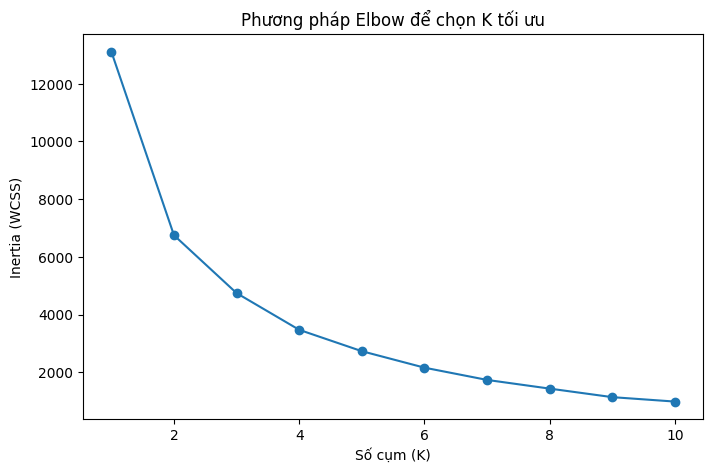 Phương pháp Elbow để chọn K tối ưu
Inertia (WCSS)
12000
10000
8000
6000
4000
2000
2 4 6 8 10
Số cụm (K)